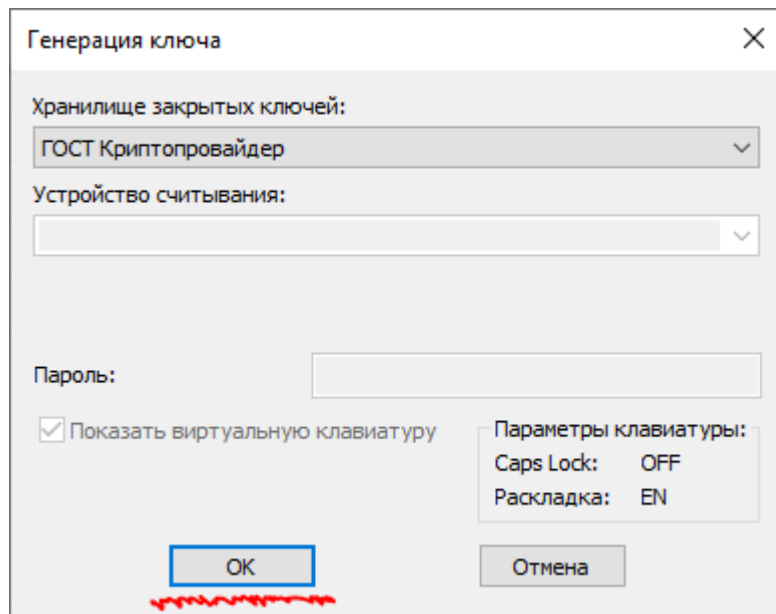 Генерация ключа
Хранилище закрытых ключей:
ГОСТ Криптопровайдер
Устройство считывания:
Пароль:
Показать виртуальную клавиатуру
Параметры клавиатуры:
Caps Lock: OFF
Раскладка: EN
OK
Отмена